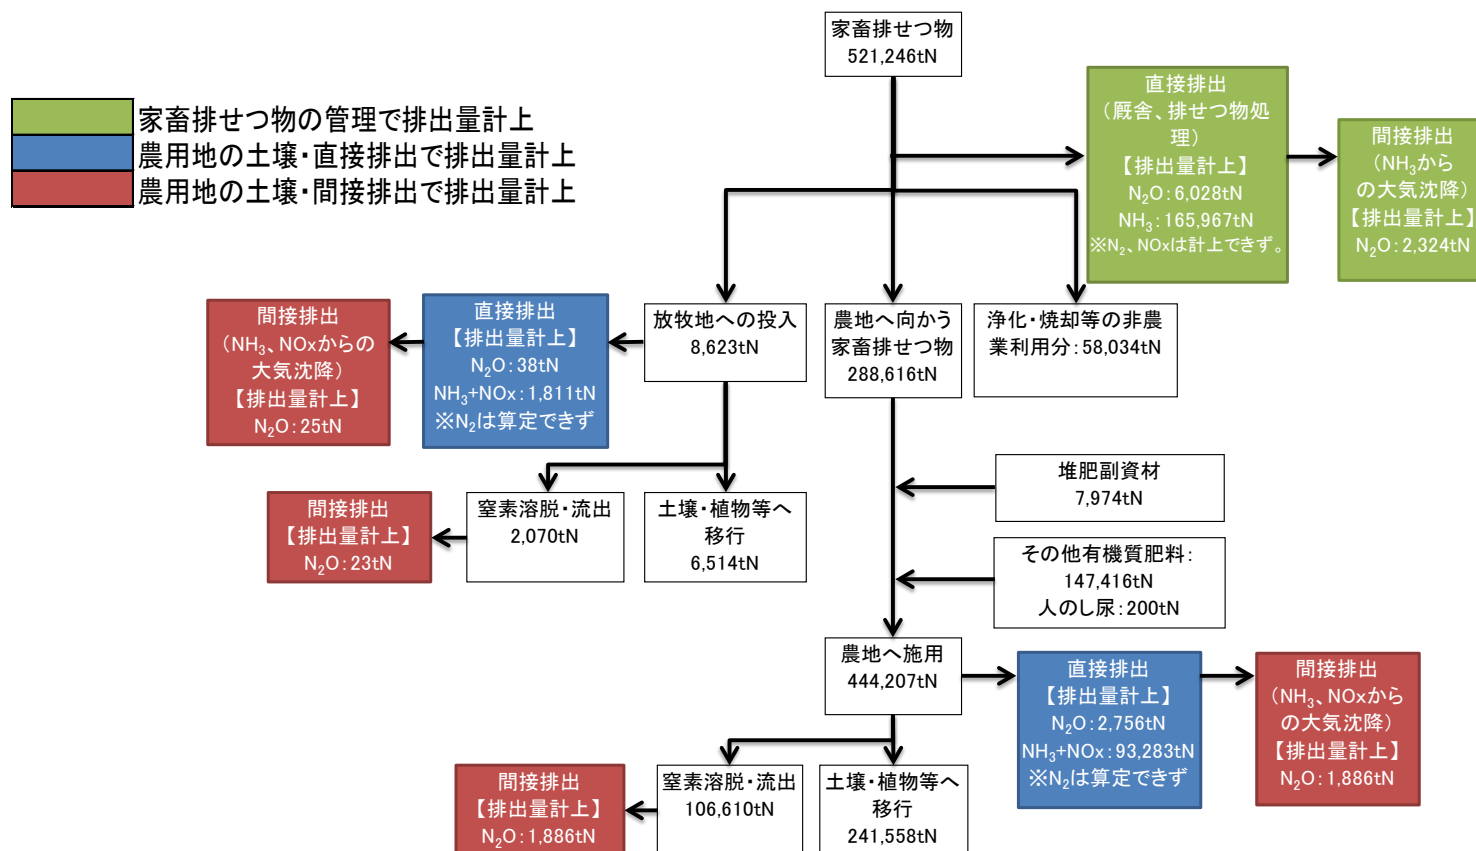 家畜排せつ物
521,246tN
家畜排せつ物の管理で排出量計上
農用地の土壌・直接排出で排出量計上
農用地の土壌・間接排出で排出量計上
直接排出
(厩舎、排せつ物処
理)
【排出量計上】
N₂O:6,028tN
NH₃:165,967tN
※N₂、NOxは計上できず。
間接排出
(NH₃から
の大気沈降)
【排出量計上】
N₂O:2,324tN
間接排出
(NH₃、NOxからの
大気沈降)
【排出量計上】
N₂O:25tN
直接排出
【排出量計上】
N₂O:38tN
NH₃+NOx:1,811tN
※N₂は算定できず
放牧地への投入
8,623tN
農地へ向かう
家畜排せつ物
288,616tN
浄化・焼却等の非農
業利用分:58,034tN
間接排出
【排出量計上】
N₂O:23tN
窒素溶脱・流出
2,070tN
土壌・植物等へ
移行
6,514tN
堆肥副資材
7,974tN
その他有機質肥料:
147,416tN
人のし尿:200tN
農地へ施用
444,207tN
直接排出
【排出量計上】
N₂O:2,756tN
NH₃+NOx:93,283tN
※N₂は算定できず
間接排出
(NH₃、NOxから
の大気沈降)
【排出量計上】
N₂O:1,886tN
間接排出
【排出量計上】
N₂O:1,886tN
窒素溶脱・流出
106,610tN
土壌・植物等へ
移行
241,558tN